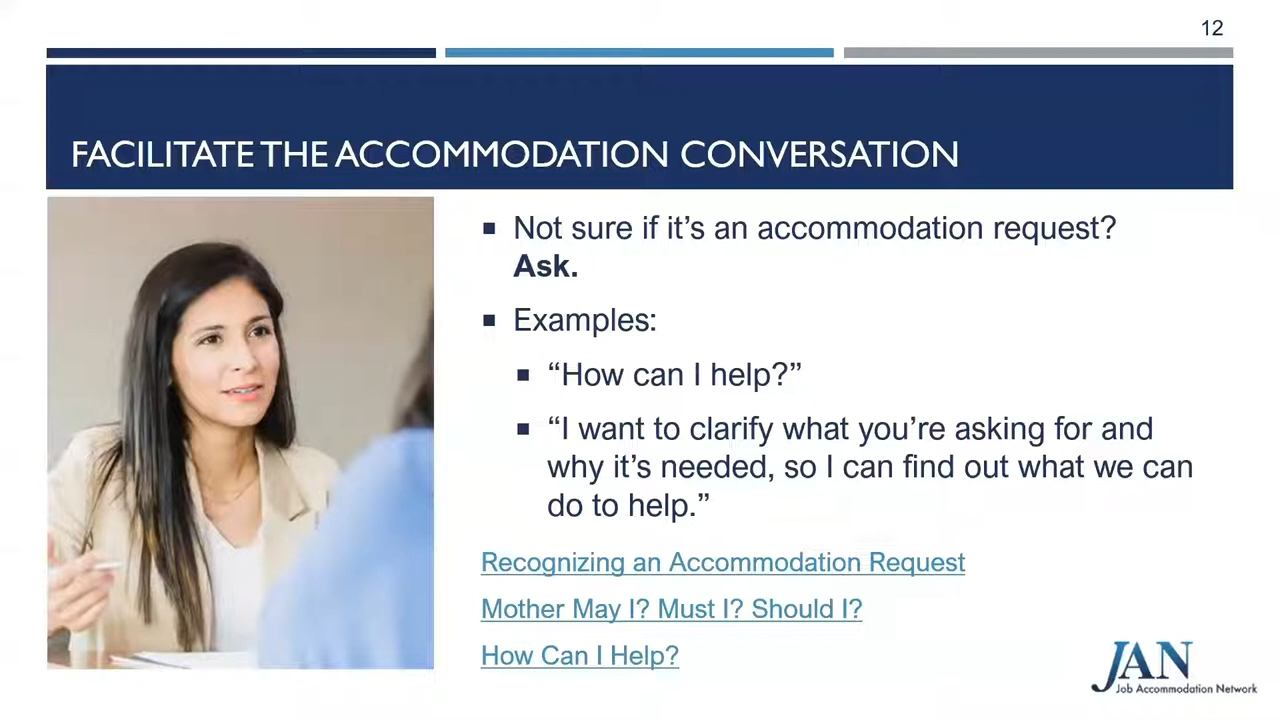 12
FACILITATE THE ACCOMMODATION CONVERSATION
▪ Not sure if it’s an accommodation request?
Ask.
▪ Examples:
▪ “How can I help?”
▪ “I want to clarify what you’re asking for and
why it’s needed, so I can find out what we can
do to help.”
Recognizing an Accommodation Request
Mother May I? Must I? Should I?
How Can I Help?
JAN
Job Accommodation Network